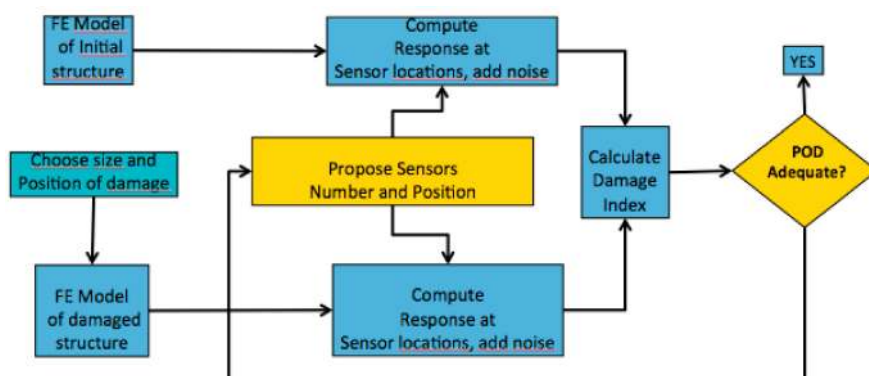 FE Model
of Initial
structure
Compute
Response at
Sensor locations, add noise
YES
Choose size and
Position of damage
Propose Sensors
Number and Position
Calculate
Damage
Index
POD
Adequate?
FE Model
of damaged
structure
Compute
Response at
Sensor locations, add noise